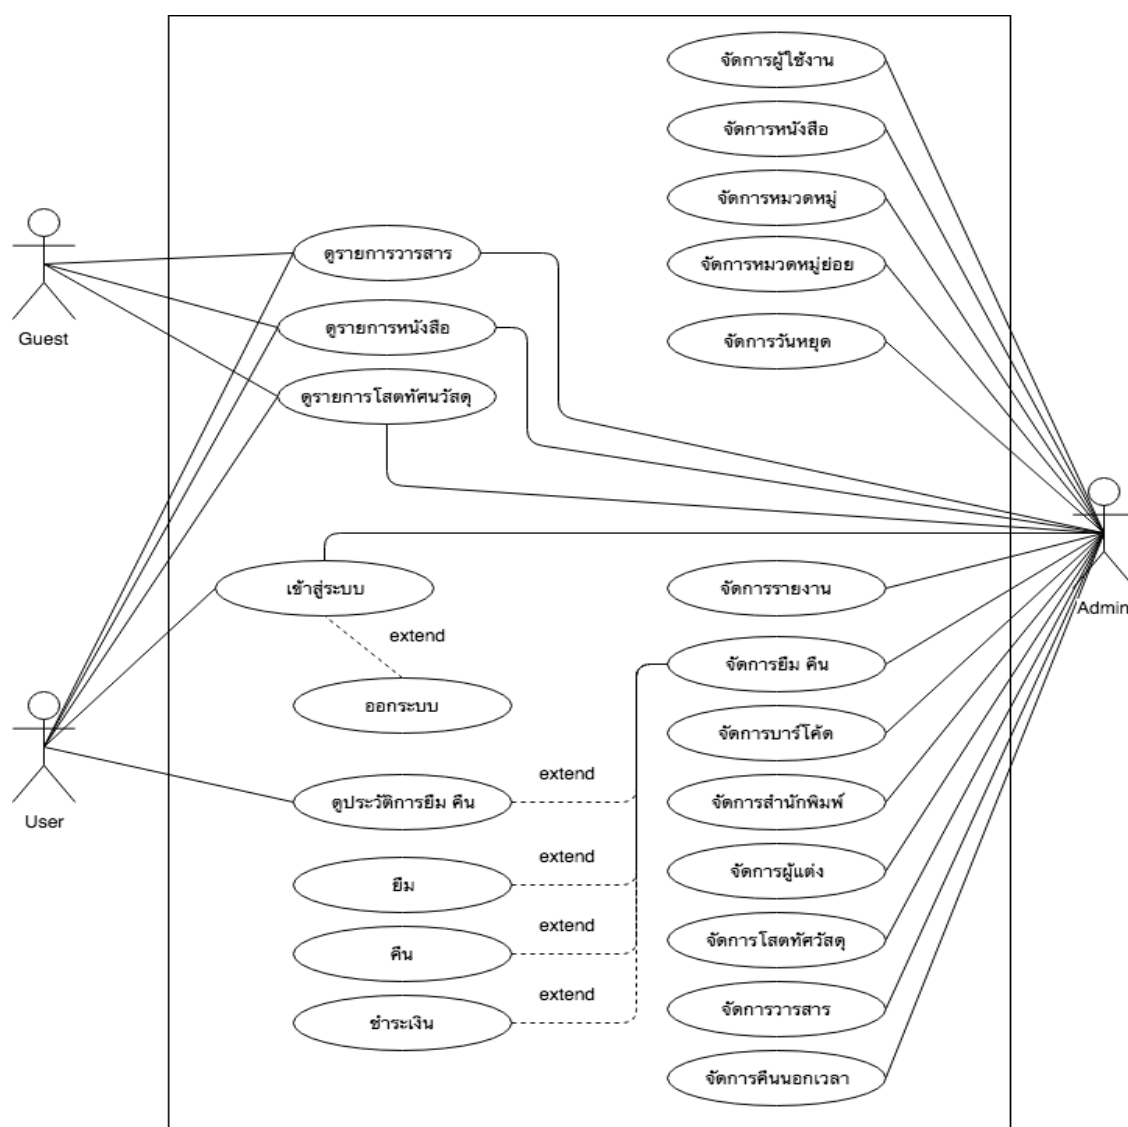 จัดการผู้ใช้งาน
จัดการหนังสือ
จัดการหมวดหมู่
จัดการหมวดหมู่ย่อย
จัดการวันหยุด
Guest
ดูรายการวารสาร
ดูรายการหนังสือ
ดูรายการโสตทัศนวัสดุ
เข้าสู่ระบบ
extend
ออกระบบ
Admin
จัดการรายงาน
จัดการยืม คืน
จัดการบาร์โค้ด
จัดการสำนักพิมพ์
จัดการผู้แต่ง
จัดการโสตทัศวัสดุ
จัดการวารสาร
จัดการคืนนอกเวลา
User
ดูประวัติการยืม คืน
extend
ยืม
extend
คืน
extend
ชำระเงิน
extend